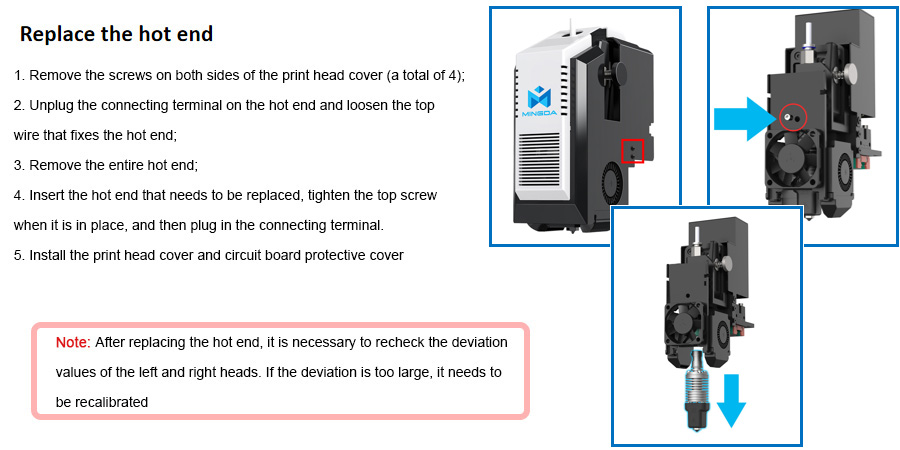 Replace the hot end
1. Remove the screws on both sides of the print head cover (a total of 4);
2. Unplug the connecting terminal on the hot end and loosen the top
wire that fixes the hot end;
3. Remove the entire hot end;
4. Insert the hot end that needs to be replaced, tighten the top screw
when it is in place, and then plug in the connecting terminal.
5. Install the print head cover and circuit board protective cover
Note: After replacing the hot end, it is necessary to recheck the deviation
values of the left and right heads. If the deviation is too large, it needs to
be recalibrated
MINGDA